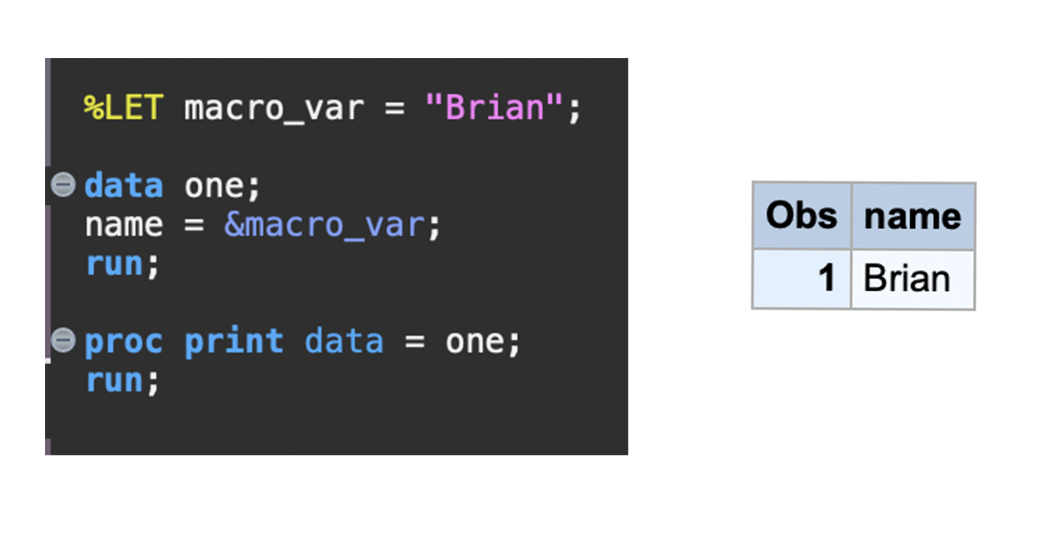 %LET macro_var = "Brian";
data one;
name = &macro_var;
run;
proc print data = one;
run;
Obs name
1 Brian